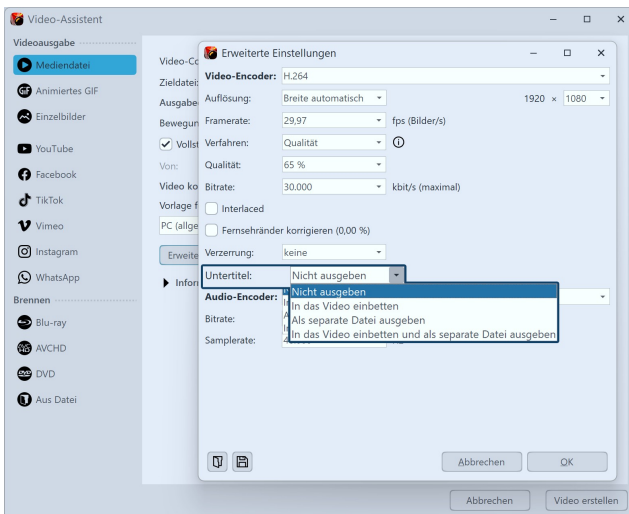 Video-Assistent
Videoausgabe
Mediendatei
Animiertes GIF
Einzelbilder
YouTube
Facebook
TikTok
Vimeo
Instagram
WhatsApp
Brennen
Blu-ray
AVCHD
DVD
Aus Datei
Video-Co
Zieldatei:
Ausgabe
Bewegun
Vollst
Von:
Video ko
Vorlage f
PC (allge
Erweite
Infor
Erweiterte Einstellungen
Video-Encoder: H.264
Auflösung: Breite automatisch 1920 × 1080
Framerate: 29,97 fps (Bilder/s)
Verfahren: Qualität
Qualität: 65 %
Bitrate: 30.000 kbit/s (maximal)
Interlaced
Fernsehränder korrigieren (0,00 %)
Verzerrung: keine
Untertitel: Nicht ausgeben
Nicht ausgeben
In das Video einbetten
Als separate Datei ausgeben
In das Video einbetten und als separate Datei ausgeben
Audio-Encoder:
Bitrate:
Samplerate:
Abbrechen OK
Abbrechen Video erstellen